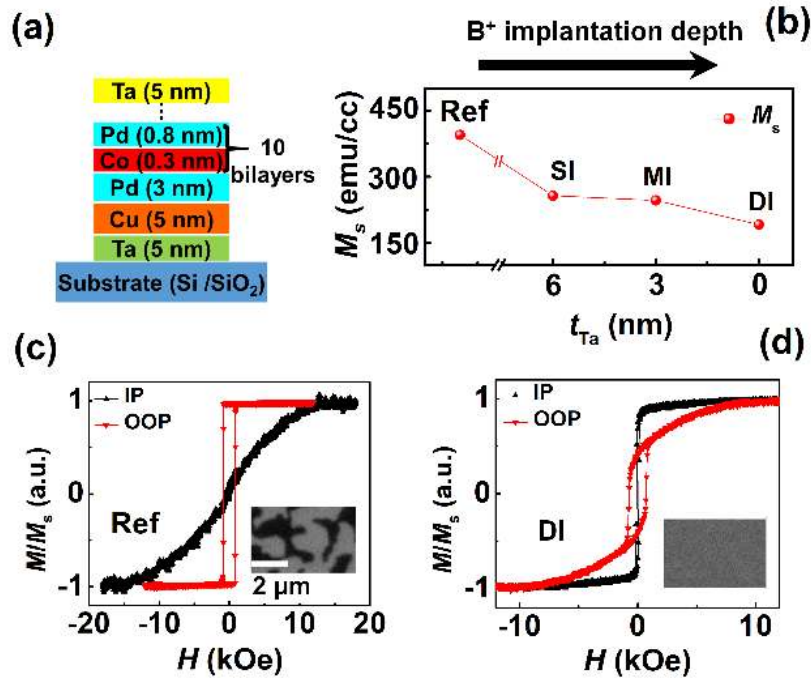 (a)
Ta (5 nm)
Pd (0.8 nm)
Co (0.3 nm)
10
bilayers
Pd (3 nm)
Cu (5 nm)
Ta (5 nm)
Substrate (Si /SiO₂)
(b)
B⁺ implantation depth
450
300
150
Mₛ (emu/cc)
Ref
SI
MI
DI
Mₛ
6
3
0
t_Ta (nm)
(c)
1
0
-1
M/Mₛ (a.u.)
IP
OOP
Ref
2 μm
-20
-10
0
10
20
H (kOe)
(d)
1
0
-1
M/Mₛ (a.u.)
IP
OOP
DI
-10
0
10
H (kOe)